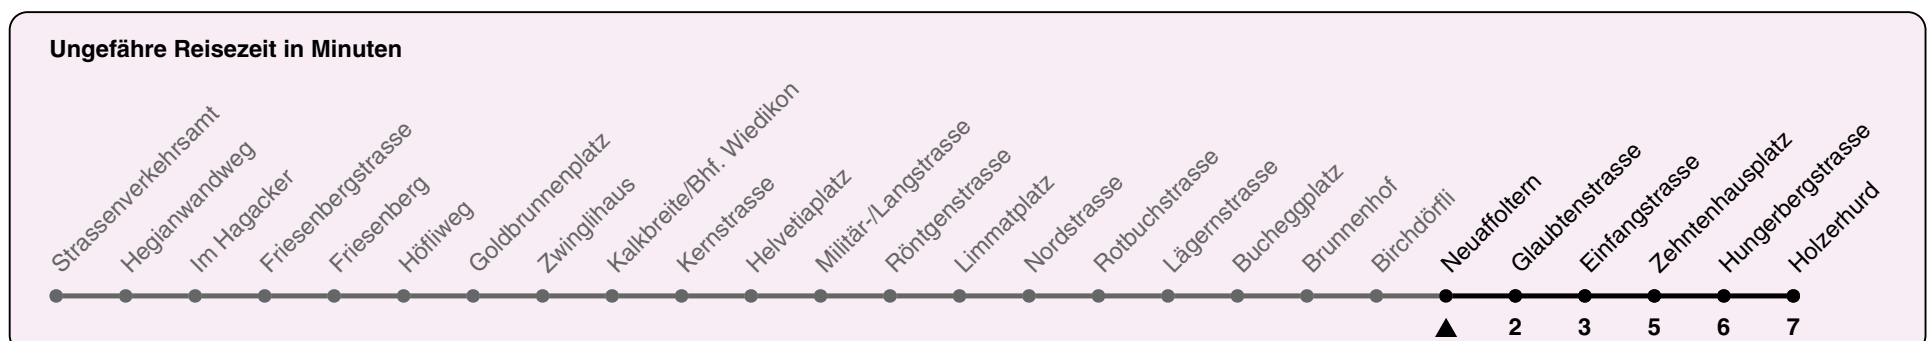 Ungefähre Reisezeit in Minuten
Strassenverkehrsamt
Hegianwandweg
Im Hagacker
Friesenbergstrasse
Friesenberg
Höfliweg
Goldbrunnenplatz
Zwinglihaus
Kalkbreite/Bhf. Wiedikon
Kernstrasse
Helvetiaplatz
Militär-/Langstrasse
Röntgenstrasse
Limmatplatz
Nordstrasse
Rotbuchstrasse
Lägernstrasse
Bucheggplatz
Brunnenhof
Birchdörfli
Neuaffoltern
Glaubtenstrasse
Einfangstrasse
Zehntenhausplatz
Hungerbergstrasse
Holzerhurd
2 3 5 6 7